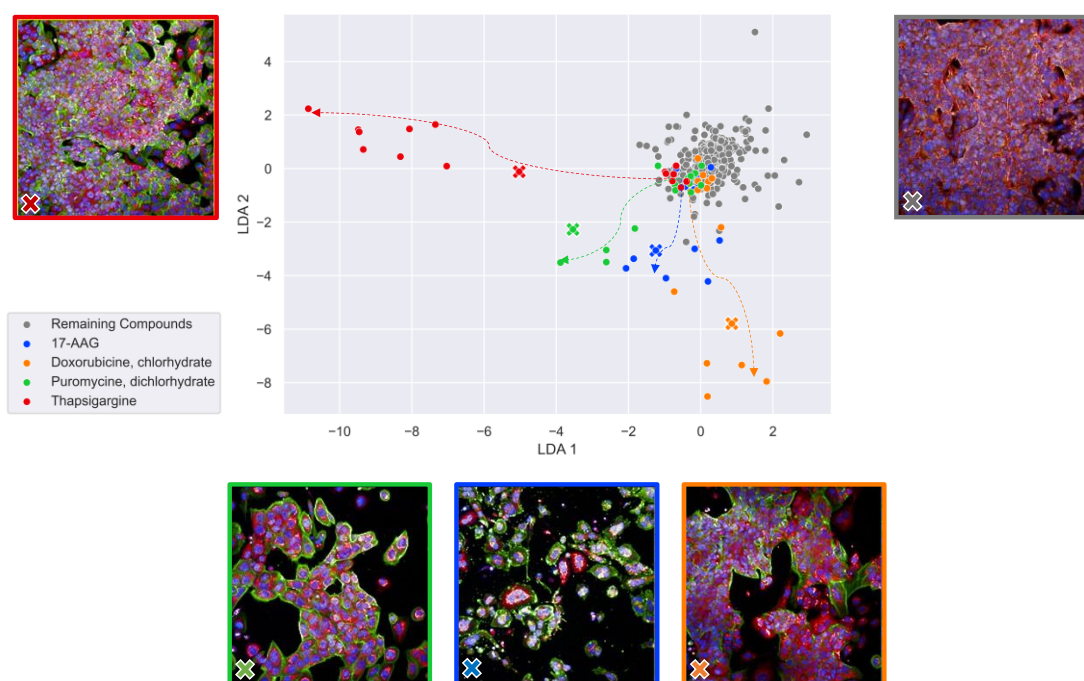 4
2
0
−2
−4
−6
−8
LDA 2
−10
−8
−6
−4
−2
0
2
LDA 1
Remaining Compounds
17-AAG
Doxorubicine, chlorhydrate
Puromycine, dichlorhydrate
Thapsigargine